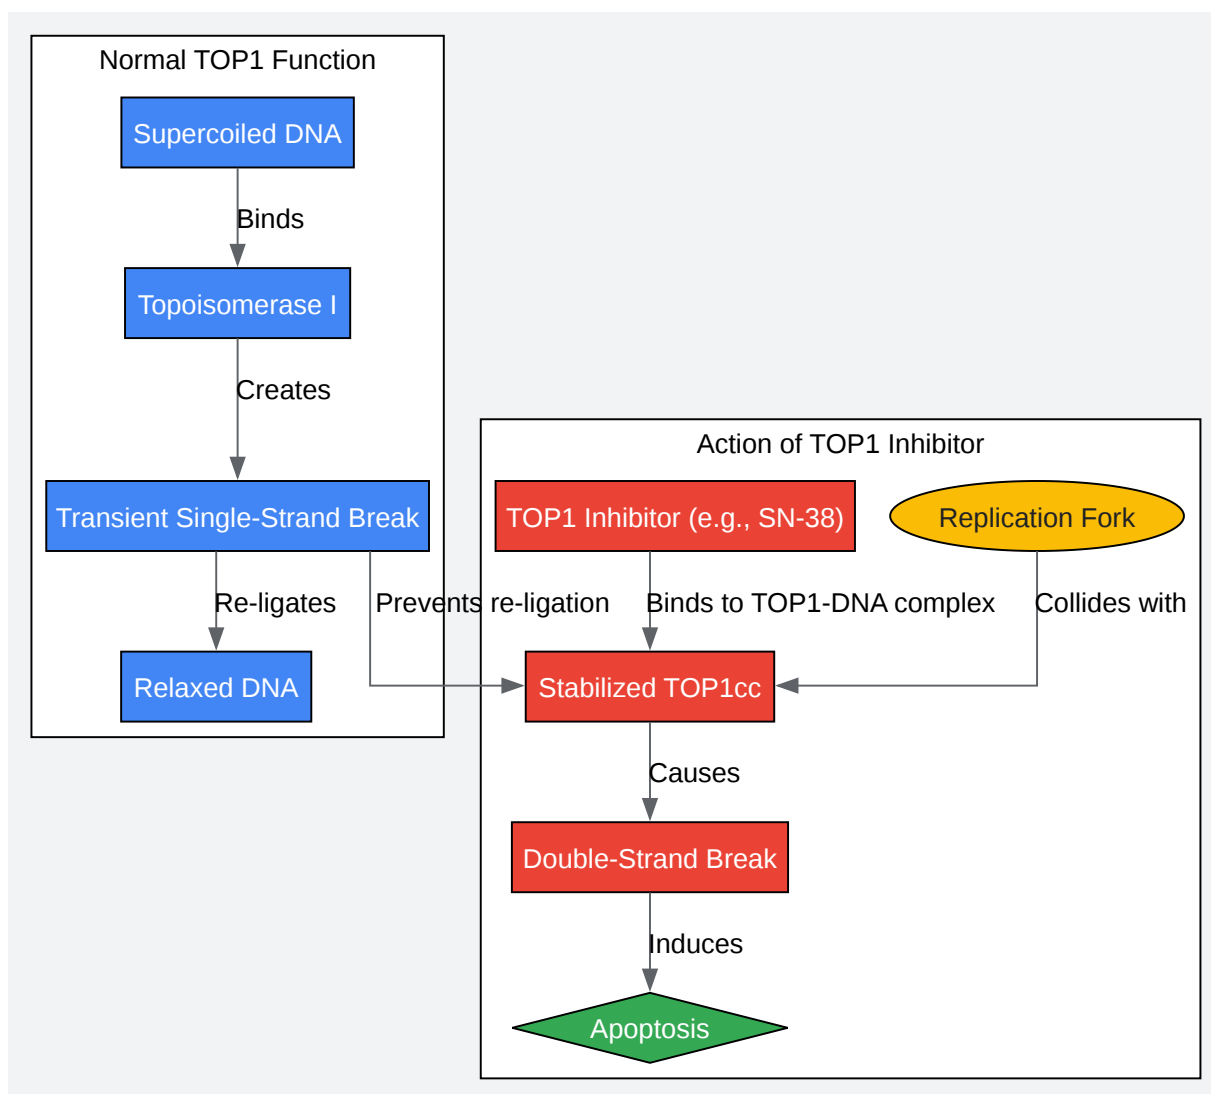 Normal TOP1 Function
Supercoiled DNA
Binds
Topoisomerase I
Creates
Transient Single-Strand Break
Re-ligates
Relaxed DNA
Prevents re-ligation
Action of TOP1 Inhibitor
TOP1 Inhibitor (e.g., SN-38)
Replication Fork
Binds to TOP1-DNA complex
Collides with
Stabilized TOP1cc
Causes
Double-Strand Break
Induces
Apoptosis